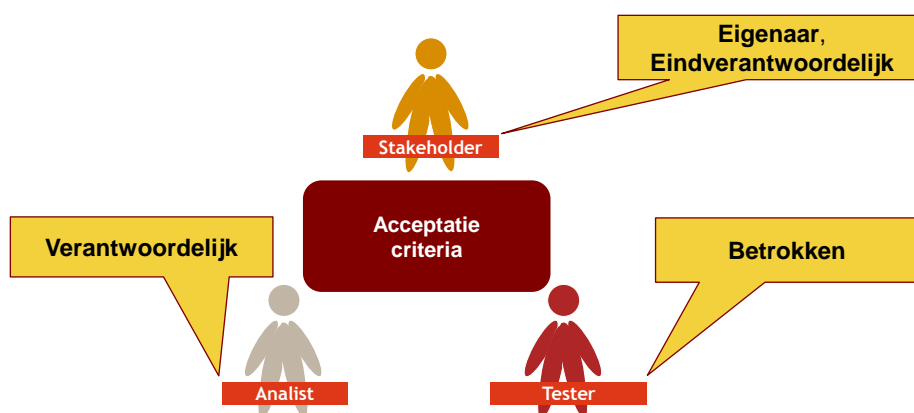 Eigenaar,
Eindverantwoordelijk
Stakeholder
Acceptatie
criteria
Verantwoordelijk
Betrokken
Analist
Tester